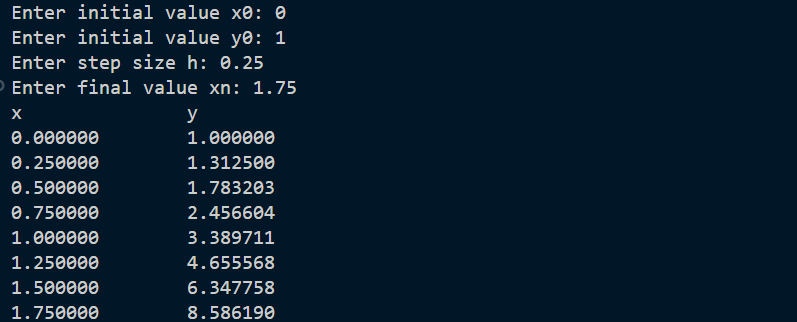 Enter initial value x0: 0
Enter initial value y0: 1
Enter step size h: 0.25
Enter final value xn: 1.75
x y
0.000000 1.000000
0.250000 1.312500
0.500000 1.783203
0.750000 2.456604
1.000000 3.389711
1.250000 4.655568
1.500000 6.347758
1.750000 8.586190